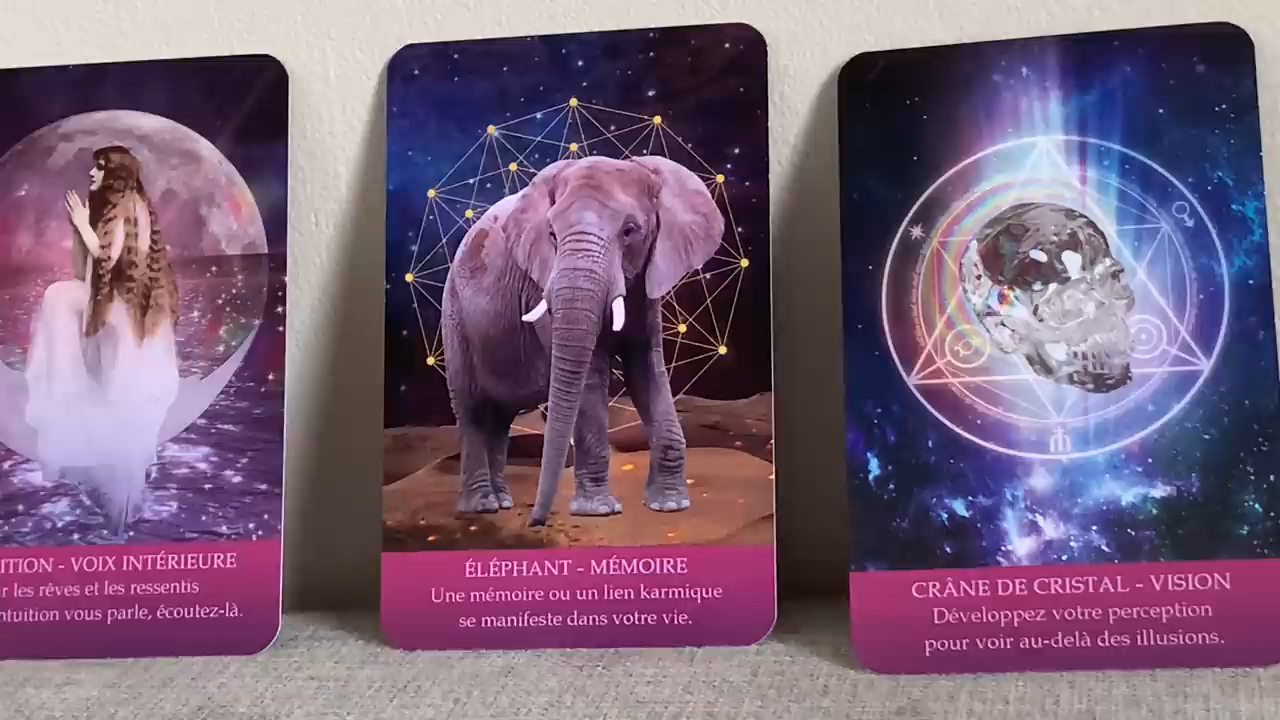 ITION - VOIX INTÉRIEURE
r les rêves et les ressentis
ntuition vous parle, écoutez-là.
ÉLÉPHANT - MÉMOIRE
Une mémoire ou un lien karmique
se manifeste dans votre vie.
CRÂNE DE CRISTAL - VISION
Développez votre perception
pour voir au-delà des illusions.